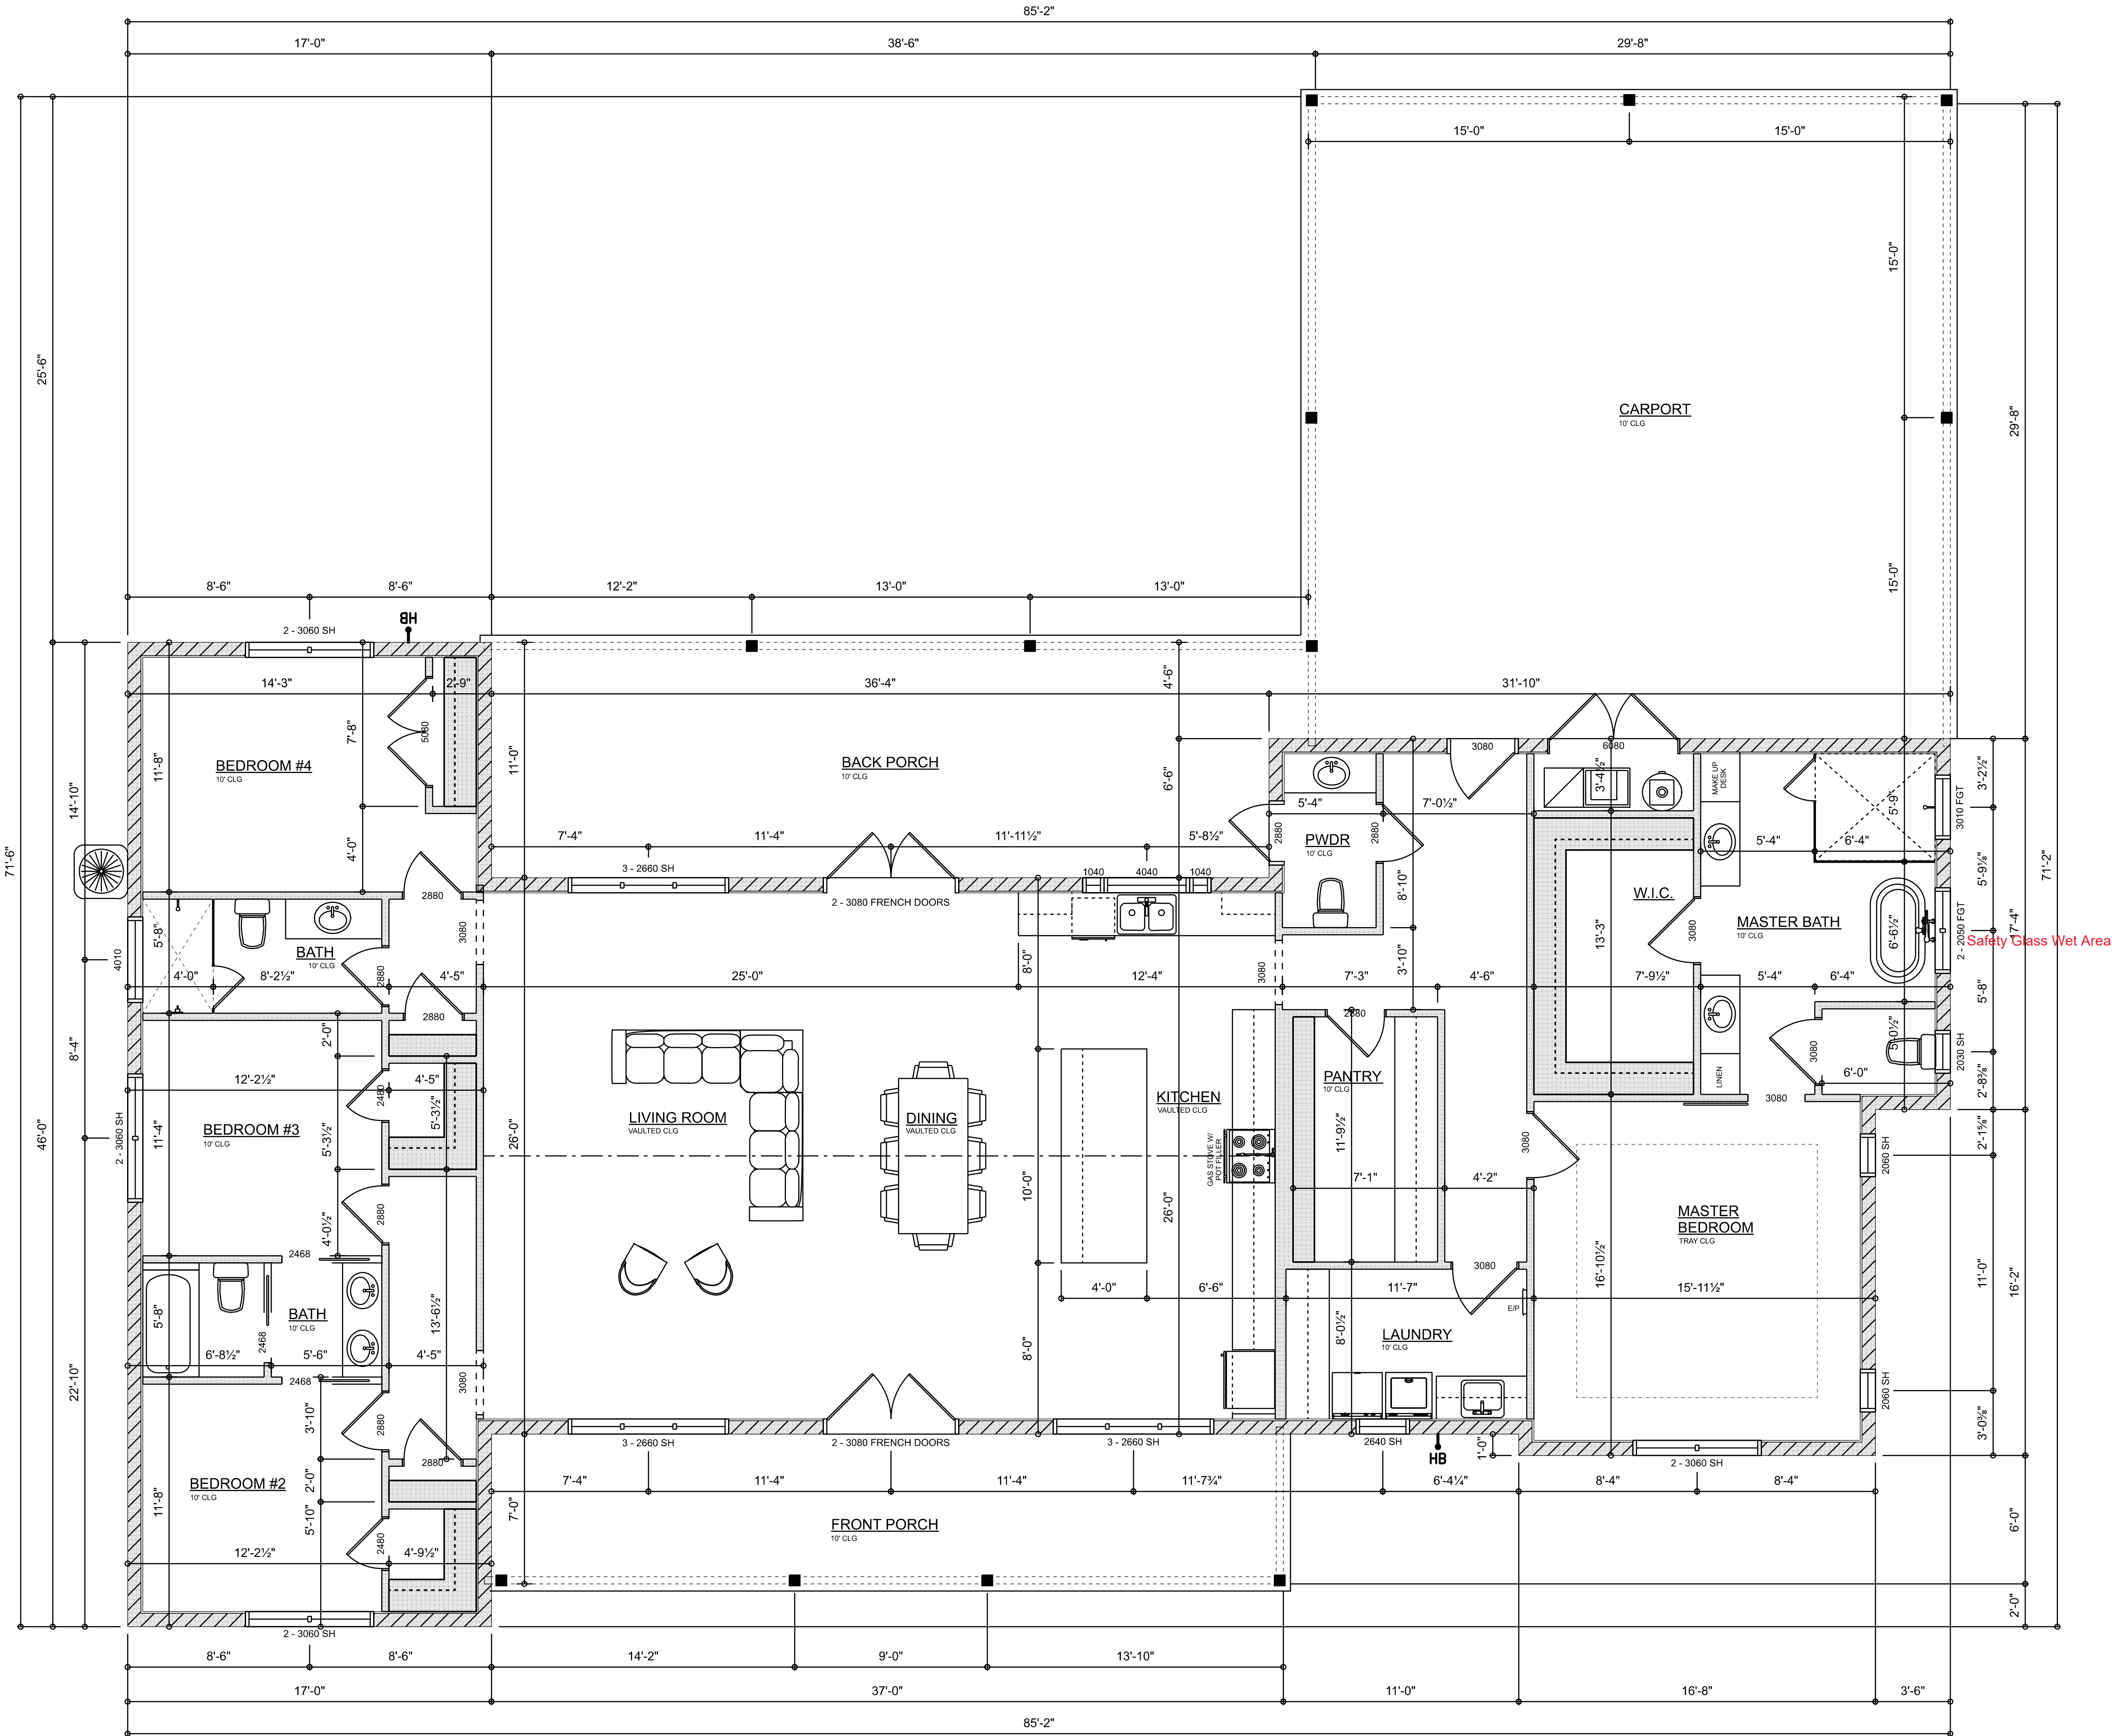 85'-2"
17'-0"
38'-6"
29'-8"
15'-0"
15'-0"
15'-0"
25'-6"
CARPORT
10' CLG
29'-8"
15'-0"
8'-6"
8'-6"
12'-2"
13'-0"
13'-0"
HB
2 - 3060 SH
14'-3"
2'-9"
36'-4"
4'-6"
31'-10"
5080
7'-8"
11'-0"
3080
6080
BEDROOM #4
10' CLG
11'-8"
BACK PORCH
10' CLG
6'-6"
3'-4½"
MAKE UP
DESK
3'-2½"
14'-10"
5'-4"
7'-0½"
5'-9"
3010 FGT
71'-6"
4'-0"
7'-4"
11'-4"
11'-11½"
5'-8½"
2880
PWDR
10' CLG
2880
5'-4"
6'-4"
71'-2"
3 - 2660 SH
1040
4040
1040
8'-10"
5'-9⅛"
2880
2 - 3080 FRENCH DOORS
W.I.C.
MASTER BATH
10' CLG
17'-4"
5'-8"
3080
6'-6½"
2 - 2050 FGT
Safety Glass Wet Area
BATH
10' CLG
4010
13'-3"
3080
4'-0"
8'-2½"
2880
4'-5"
25'-0"
8'-0"
12'-4"
3080
7'-3"
3'-10"
4'-6"
7'-9½"
5'-4"
6'-4"
5'-8"
2880
2880
2'-0"
8'-4"
3080
5'-0½"
2030 SH
12'-2½"
4'-5"
2480
PANTRY
10' CLG
LINEN
6'-0"
2'-8⅜"
KITCHEN
VAULTED CLG
3080
LIVING ROOM
VAULTED CLG
DINING
VAULTED CLG
5'-3½"
BEDROOM #3
10' CLG
11'-4"
5'-3½"
2 - 3060 SH
46'-0"
26'-0"
GAS STOVE W/
POT FILLER
11'-9½"
3080
2'-1⅝"
2060 SH
10'-0"
7'-1"
4'-2"
26'-0"
MASTER
BEDROOM
TRAY CLG
4'-0½"
2880
2468
3080
16'-10½"
11'-0"
16'-2"
4'-0"
6'-6"
11'-7"
15'-11½"
E/P
5'-8"
BATH
10' CLG
2468
13'-6½"
8'-0½"
LAUNDRY
10' CLG
8'-0"
6'-8½"
5'-6"
4'-5"
2468
3080
22'-10"
2060 SH
3'-10"
2880
2880
3'-0⅜"
3 - 2660 SH
2 - 3080 FRENCH DOORS
3 - 2660 SH
2640 SH
HB
1'-0"
2 - 3060 SH
BEDROOM #2
10' CLG
11'-8"
2'-0"
7'-4"
11'-4"
11'-4"
11'-7¾"
6'-4¼"
8'-4"
8'-4"
7'-0"
5'-10"
FRONT PORCH
10' CLG
6'-0"
12'-2½"
2480
4'-9½"
2'-0"
2 - 3060 SH
8'-6"
8'-6"
14'-2"
9'-0"
13'-10"
17'-0"
37'-0"
11'-0"
16'-8"
3'-6"
85'-2"